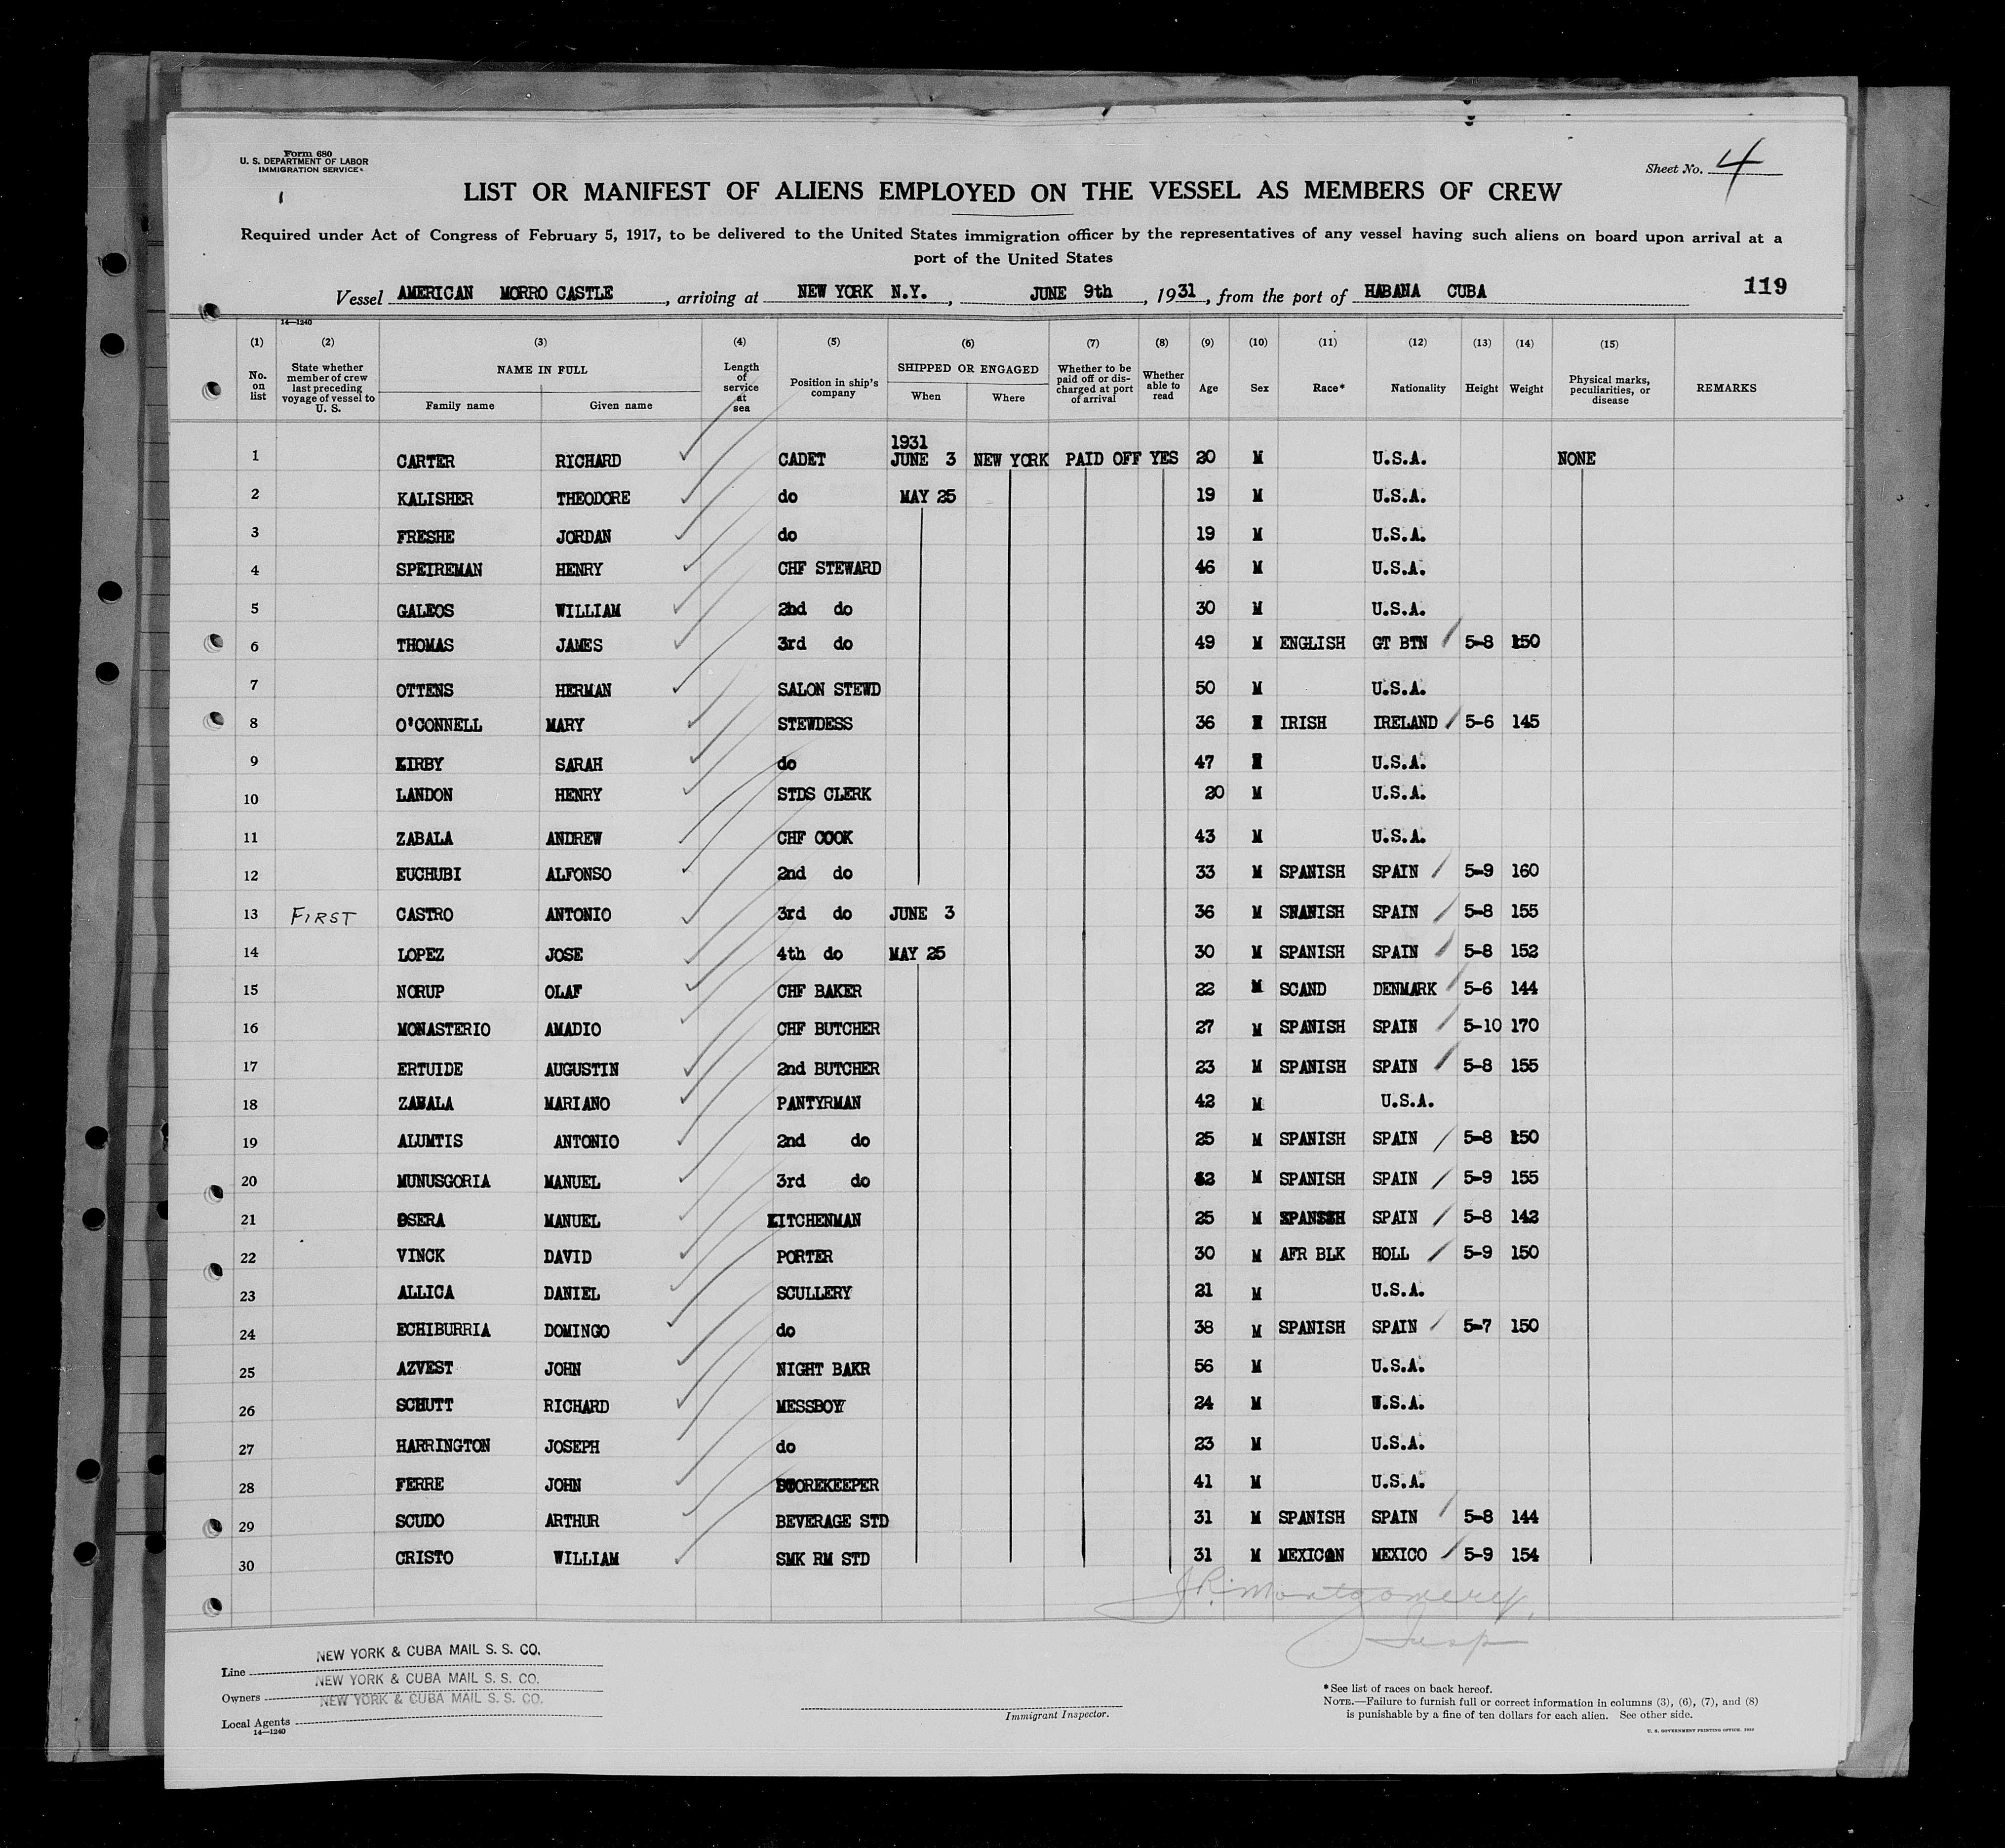 Form 680
U. S. DEPARTMENT OF LABOR
IMMIGRATION SERVICE
Sheet No. 4
LIST OR MANIFEST OF ALIENS EMPLOYED ON THE VESSEL AS MEMBERS OF CREW
Required under Act of Congress of February 5, 1917, to be delivered to the United States immigration officer by the representatives of any vessel having such aliens on board upon arrival at a
port of the United States
Vessel AMERICAN MORRO CASTLE, arriving at NEW YORK N.Y., JUNE 9th, 1931, from the port of HABANA CUBA 119
14—1240
(1) (2) (3) (4) (5) (6) (7) (8) (9) (10) (11) (12) (13) (14) (15)
No. on list State whether member of crew last preceding voyage of vessel to U. S. NAME IN FULL Family name Given name Length of service at sea Position in ship's company SHIPPED OR ENGAGED When Where Whether to be paid off or discharged at port of arrival Whether able to read Age Sex Race* Nationality Height Weight Physical marks, peculiarities, or disease REMARKS
1 CARTER RICHARD CADET 1931 JUNE 3 NEW YORK PAID OFF YES 20 M U.S.A. NONE
2 KALISHER THEODORE do MAY 25 19 M U.S.A.
3 FRESHE JORDAN do 19 M U.S.A.
4 SPEIREMAN HENRY CHF STEWARD 46 M U.S.A.
5 GALEOS WILLIAM 2nd do 30 M U.S.A.
6 THOMAS JAMES 3rd do 49 M ENGLISH GT BTN 5-8 150
7 OTTENS HERMAN SALON STEWD 50 M U.S.A.
8 O'CONNELL MARY STEWDESS 36 IRISH IRELAND 5-6 145
9 KIRBY SARAH do 47 U.S.A.
10 LANDON HENRY STDS CLERK 20 M U.S.A.
11 ZABALA ANDREW CHF COOK 43 M U.S.A.
12 EUCHUBI ALFONSO 2nd do 33 M SPANISH SPAIN 5-9 160
13 FIRST CASTRO ANTONIO 3rd do JUNE 3 36 M SPANISH SPAIN 5-8 155
14 LOPEZ JOSE 4th do MAY 25 30 M SPANISH SPAIN 5-8 152
15 NORUP OLAF CHF BAKER 22 M SCAND DENMARK 5-6 144
16 MONASTERIO AMADIO CHF BUTCHER 27 M SPANISH SPAIN 5-10 170
17 ERTUIDE AUGUSTIN 2nd BUTCHER 23 M SPANISH SPAIN 5-8 155
18 ZABALA MARIANO PANTYRMAN 42 M U.S.A.
19 ALUMTIS ANTONIO 2nd do 25 M SPANISH SPAIN 5-8 150
20 MUNUSGORIA MANUEL 3rd do M SPANISH SPAIN 5-9 155
21 OSERA MANUEL KITCHENMAN 25 M SPANISH SPAIN 5-8 142
22 VINCK DAVID PORTER 30 M AFR BLK HOLL 5-9 150
23 ALLICA DANIEL SCULLERY 21 M U.S.A.
24 ECHIBURRIA DOMINGO do 38 M SPANISH SPAIN 5-7 150
25 AZVEST JOHN NIGHT BAKR 56 M U.S.A.
26 SCHUTT RICHARD MESSBOY 24 M U.S.A.
27 HARRINGTON JOSEPH do 23 M U.S.A.
28 FERRE JOHN STOREKEEPER 41 M U.S.A.
29 SCUDO ARTHUR BEVERAGE STD 31 M SPANISH SPAIN 5-8 144
30 CRISTO WILLIAM SMK RM STD 31 M MEXICAN MEXICO 5-9 154
J.R. Montgomery,
Insp
Line NEW YORK & CUBA MAIL S. S. CO.
Owners NEW YORK & CUBA MAIL S. S. CO.
Local Agents NEW YORK & CUBA MAIL S. S. CO.
14—1240
Immigrant Inspector.
*See list of races on back hereof.
NOTE.—Failure to furnish full or correct information in columns (3), (6), (7), and (8)
is punishable by a fine of ten dollars for each alien. See other side.
U. S. GOVERNMENT PRINTING OFFICE